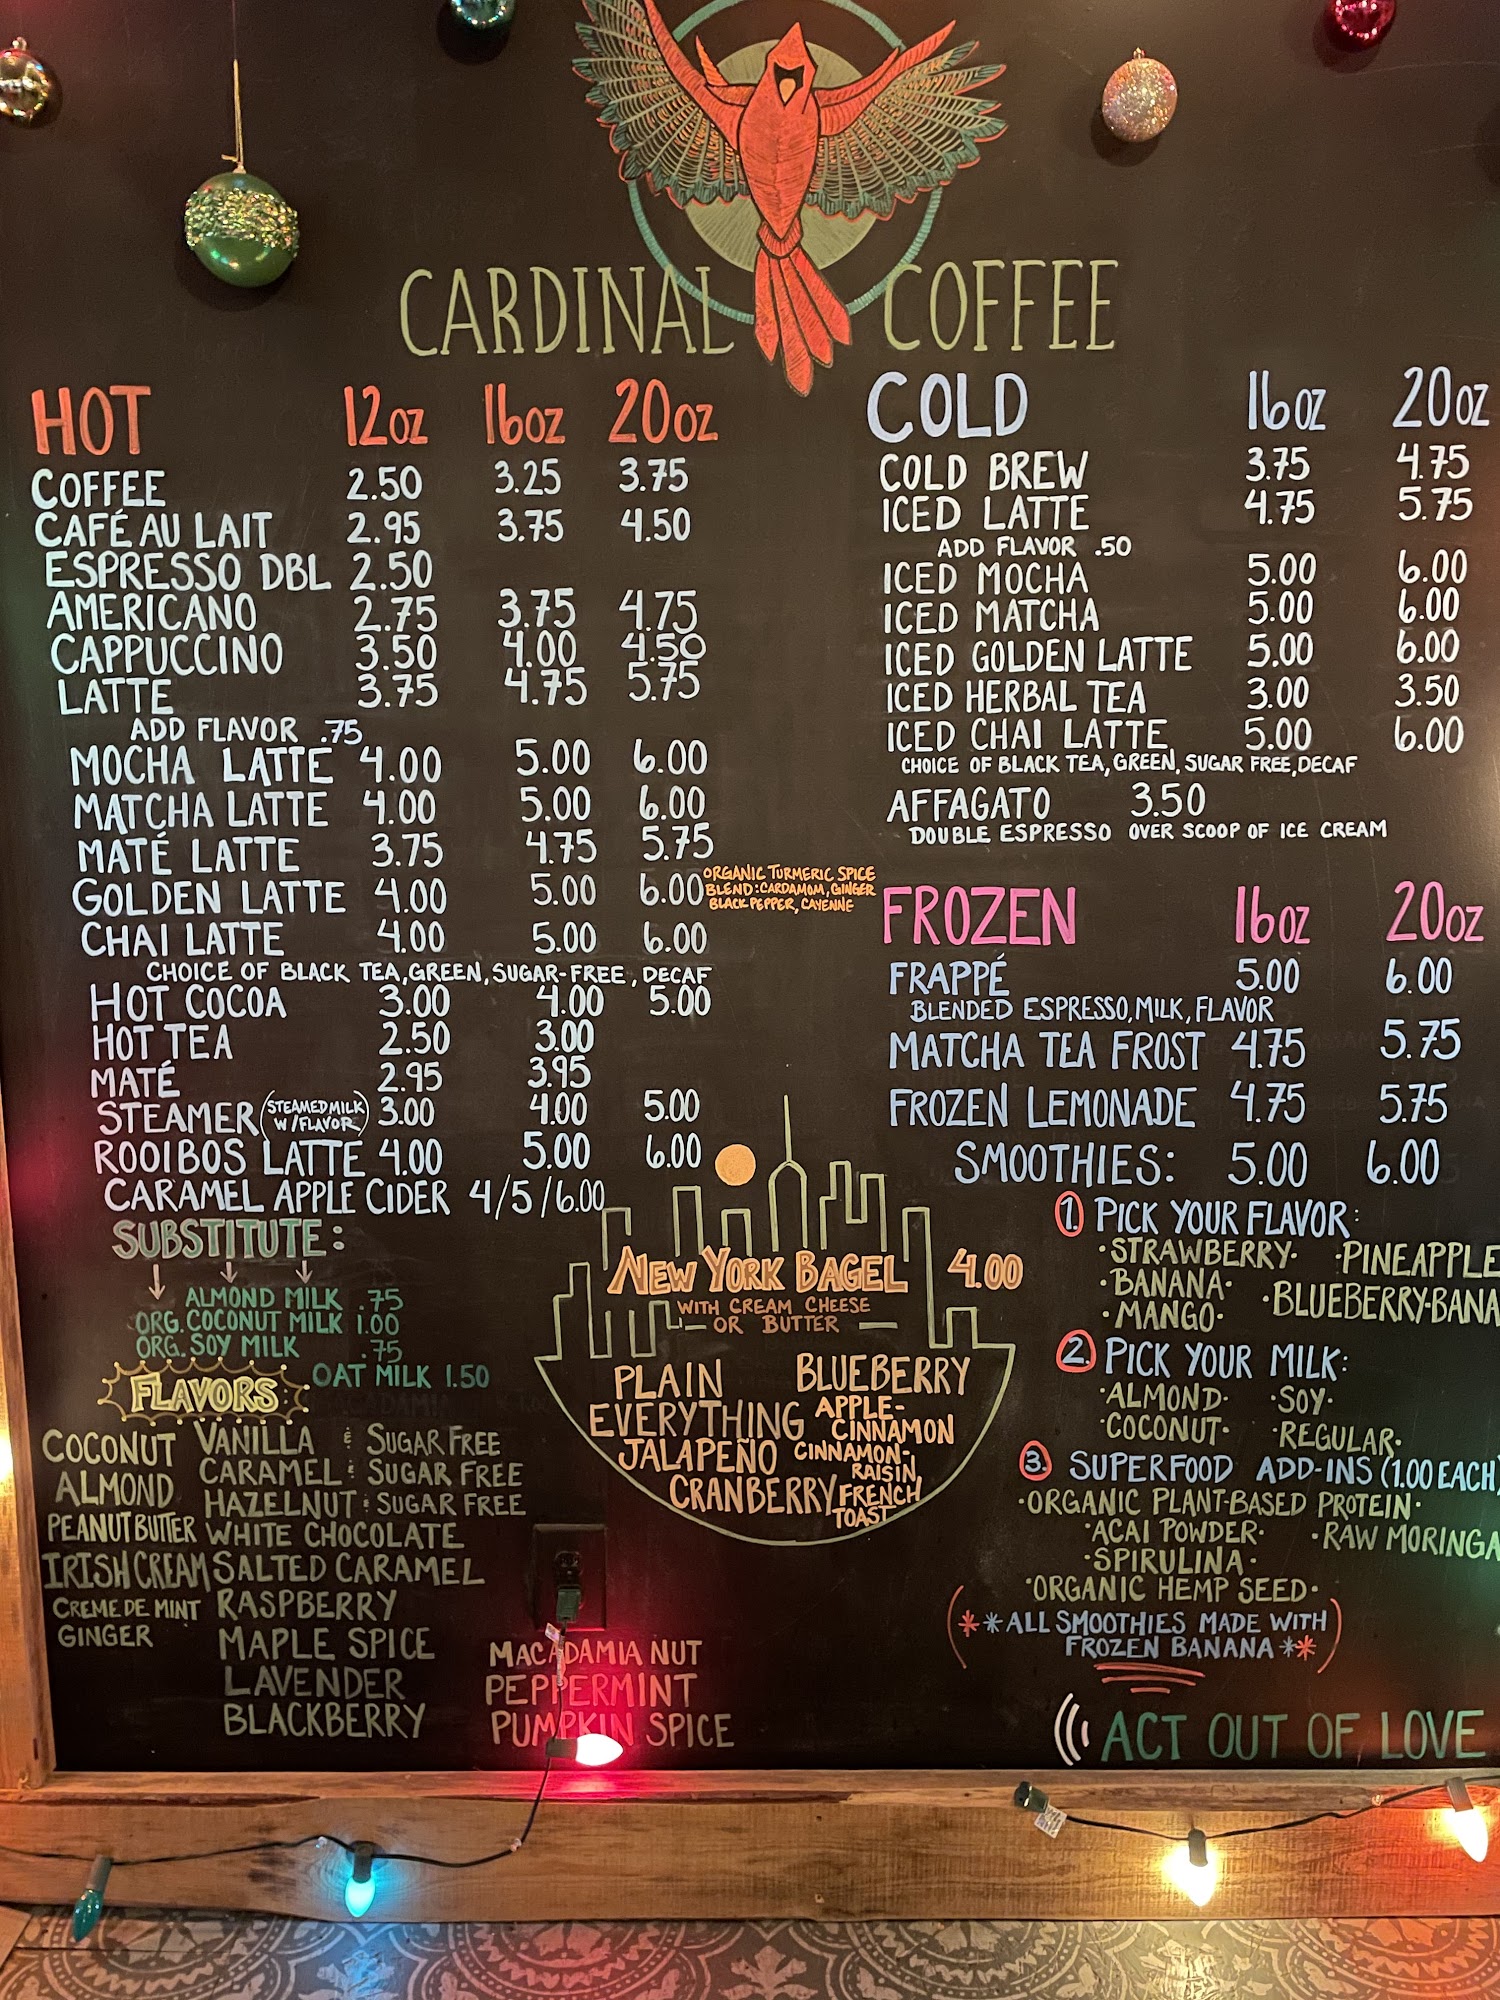 CARDINAL COFFEE
HOT 12oz 16oz 20oz
COFFEE 2.50 3.25 3.75
CAFÉ AU LAIT 2.95 3.75 4.50
ESPRESSO DBL 2.50
AMERICANO 2.75 3.75 4.75
CAPPUCCINO 3.50 4.00 4.50
LATTE 3.75 4.75 5.75
ADD FLAVOR .75
MOCHA LATTE 4.00 5.00 6.00
MATCHA LATTE 4.00 5.00 6.00
MATÉ LATTE 3.75 4.75 5.75
GOLDEN LATTE 4.00 5.00 6.00
ORGANIC TURMERIC SPICE
BLEND: CARDAMOM, GINGER
BLACK PEPPER, CAYENNE
CHAI LATTE 4.00 5.00 6.00
CHOICE OF BLACK TEA, GREEN, SUGAR-FREE, DECAF
HOT COCOA 3.00 4.00 5.00
HOT TEA 2.50 3.00
MATÉ 2.95 3.95
STEAMER (STEAMED MILK W/FLAVOR) 3.00 4.00 5.00
ROOIBOS LATTE 4.00 5.00 6.00
CARAMEL APPLE CIDER 4/5/6.00
SUBSTITUTE:
ALMOND MILK .75
ORG. COCONUT MILK 1.00
ORG. SOY MILK .75
OAT MILK 1.50
FLAVORS:
COCONUT
ALMOND
PEANUT BUTTER
IRISH CREAM
CREME DE MINT
GINGER
VANILLA & SUGAR FREE
CARAMEL & SUGAR FREE
HAZELNUT & SUGAR FREE
WHITE CHOCOLATE
SALTED CARAMEL
RASPBERRY
MAPLE SPICE
LAVENDER
BLACKBERRY
MACADAMIA NUT
PEPPERMINT
PUMPKIN SPICE
NEW YORK BAGEL 4.00
WITH CREAM CHEESE
OR BUTTER
PLAIN
EVERYTHING
JALAPEÑO
CRANBERRY
BLUEBERRY
APPLE-
CINNAMON
CINNAMON-
RAISIN
FRENCH
TOAST
COLD 16oz 20oz
COLD BREW 3.75 4.75
ICED LATTE 4.75 5.75
ADD FLAVOR .50
ICED MOCHA 5.00 6.00
ICED MATCHA 5.00 6.00
ICED GOLDEN LATTE 5.00 6.00
ICED HERBAL TEA 3.00 3.50
ICED CHAI LATTE 5.00 6.00
CHOICE OF BLACK TEA, GREEN, SUGAR FREE, DECAF
AFFAGATO 3.50
DOUBLE ESPRESSO OVER SCOOP OF ICE CREAM
FROZEN 16oz 20oz
FRAPPÉ 5.00 6.00
BLENDED ESPRESSO, MILK, FLAVOR
MATCHA TEA FROST 4.75 5.75
FROZEN LEMONADE 4.75 5.75
SMOOTHIES: 5.00 6.00
1. PICK YOUR FLAVOR:
·STRAWBERRY· ·PINEAPPLE
·BANANA· ·BLUEBERRY-BANA
·MANGO·
2. PICK YOUR MILK:
·ALMOND· ·SOY·
·COCONUT· ·REGULAR·
3. SUPERFOOD ADD-INS (1.00 EACH)
·ORGANIC PLANT-BASED PROTEIN·
·ACAI POWDER· ·RAW MORINGA
·SPIRULINA·
·ORGANIC HEMP SEED·
(**ALL SMOOTHIES MADE WITH
FROZEN BANANA**)
ACT OUT OF LOVE